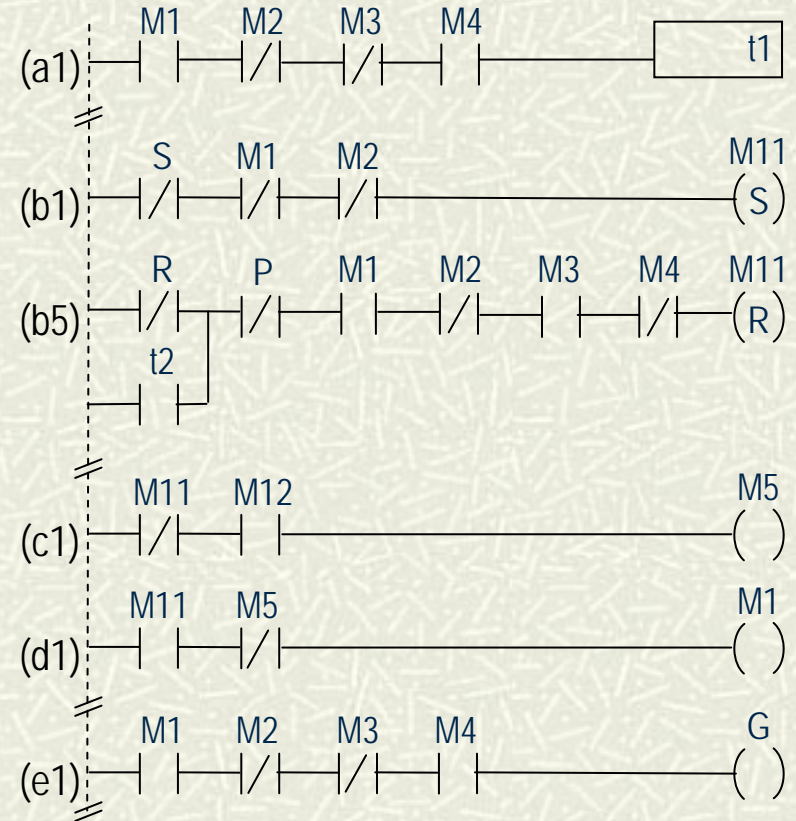 M1 M2 M3 M4
(a1) t1
S M1 M2 M11
(b1) S
R P M1 M2 M3 M4 M11
(b5) R
t2
M11 M12 M5
(c1)
M11 M5 M1
(d1)
M1 M2 M3 M4 G
(e1)